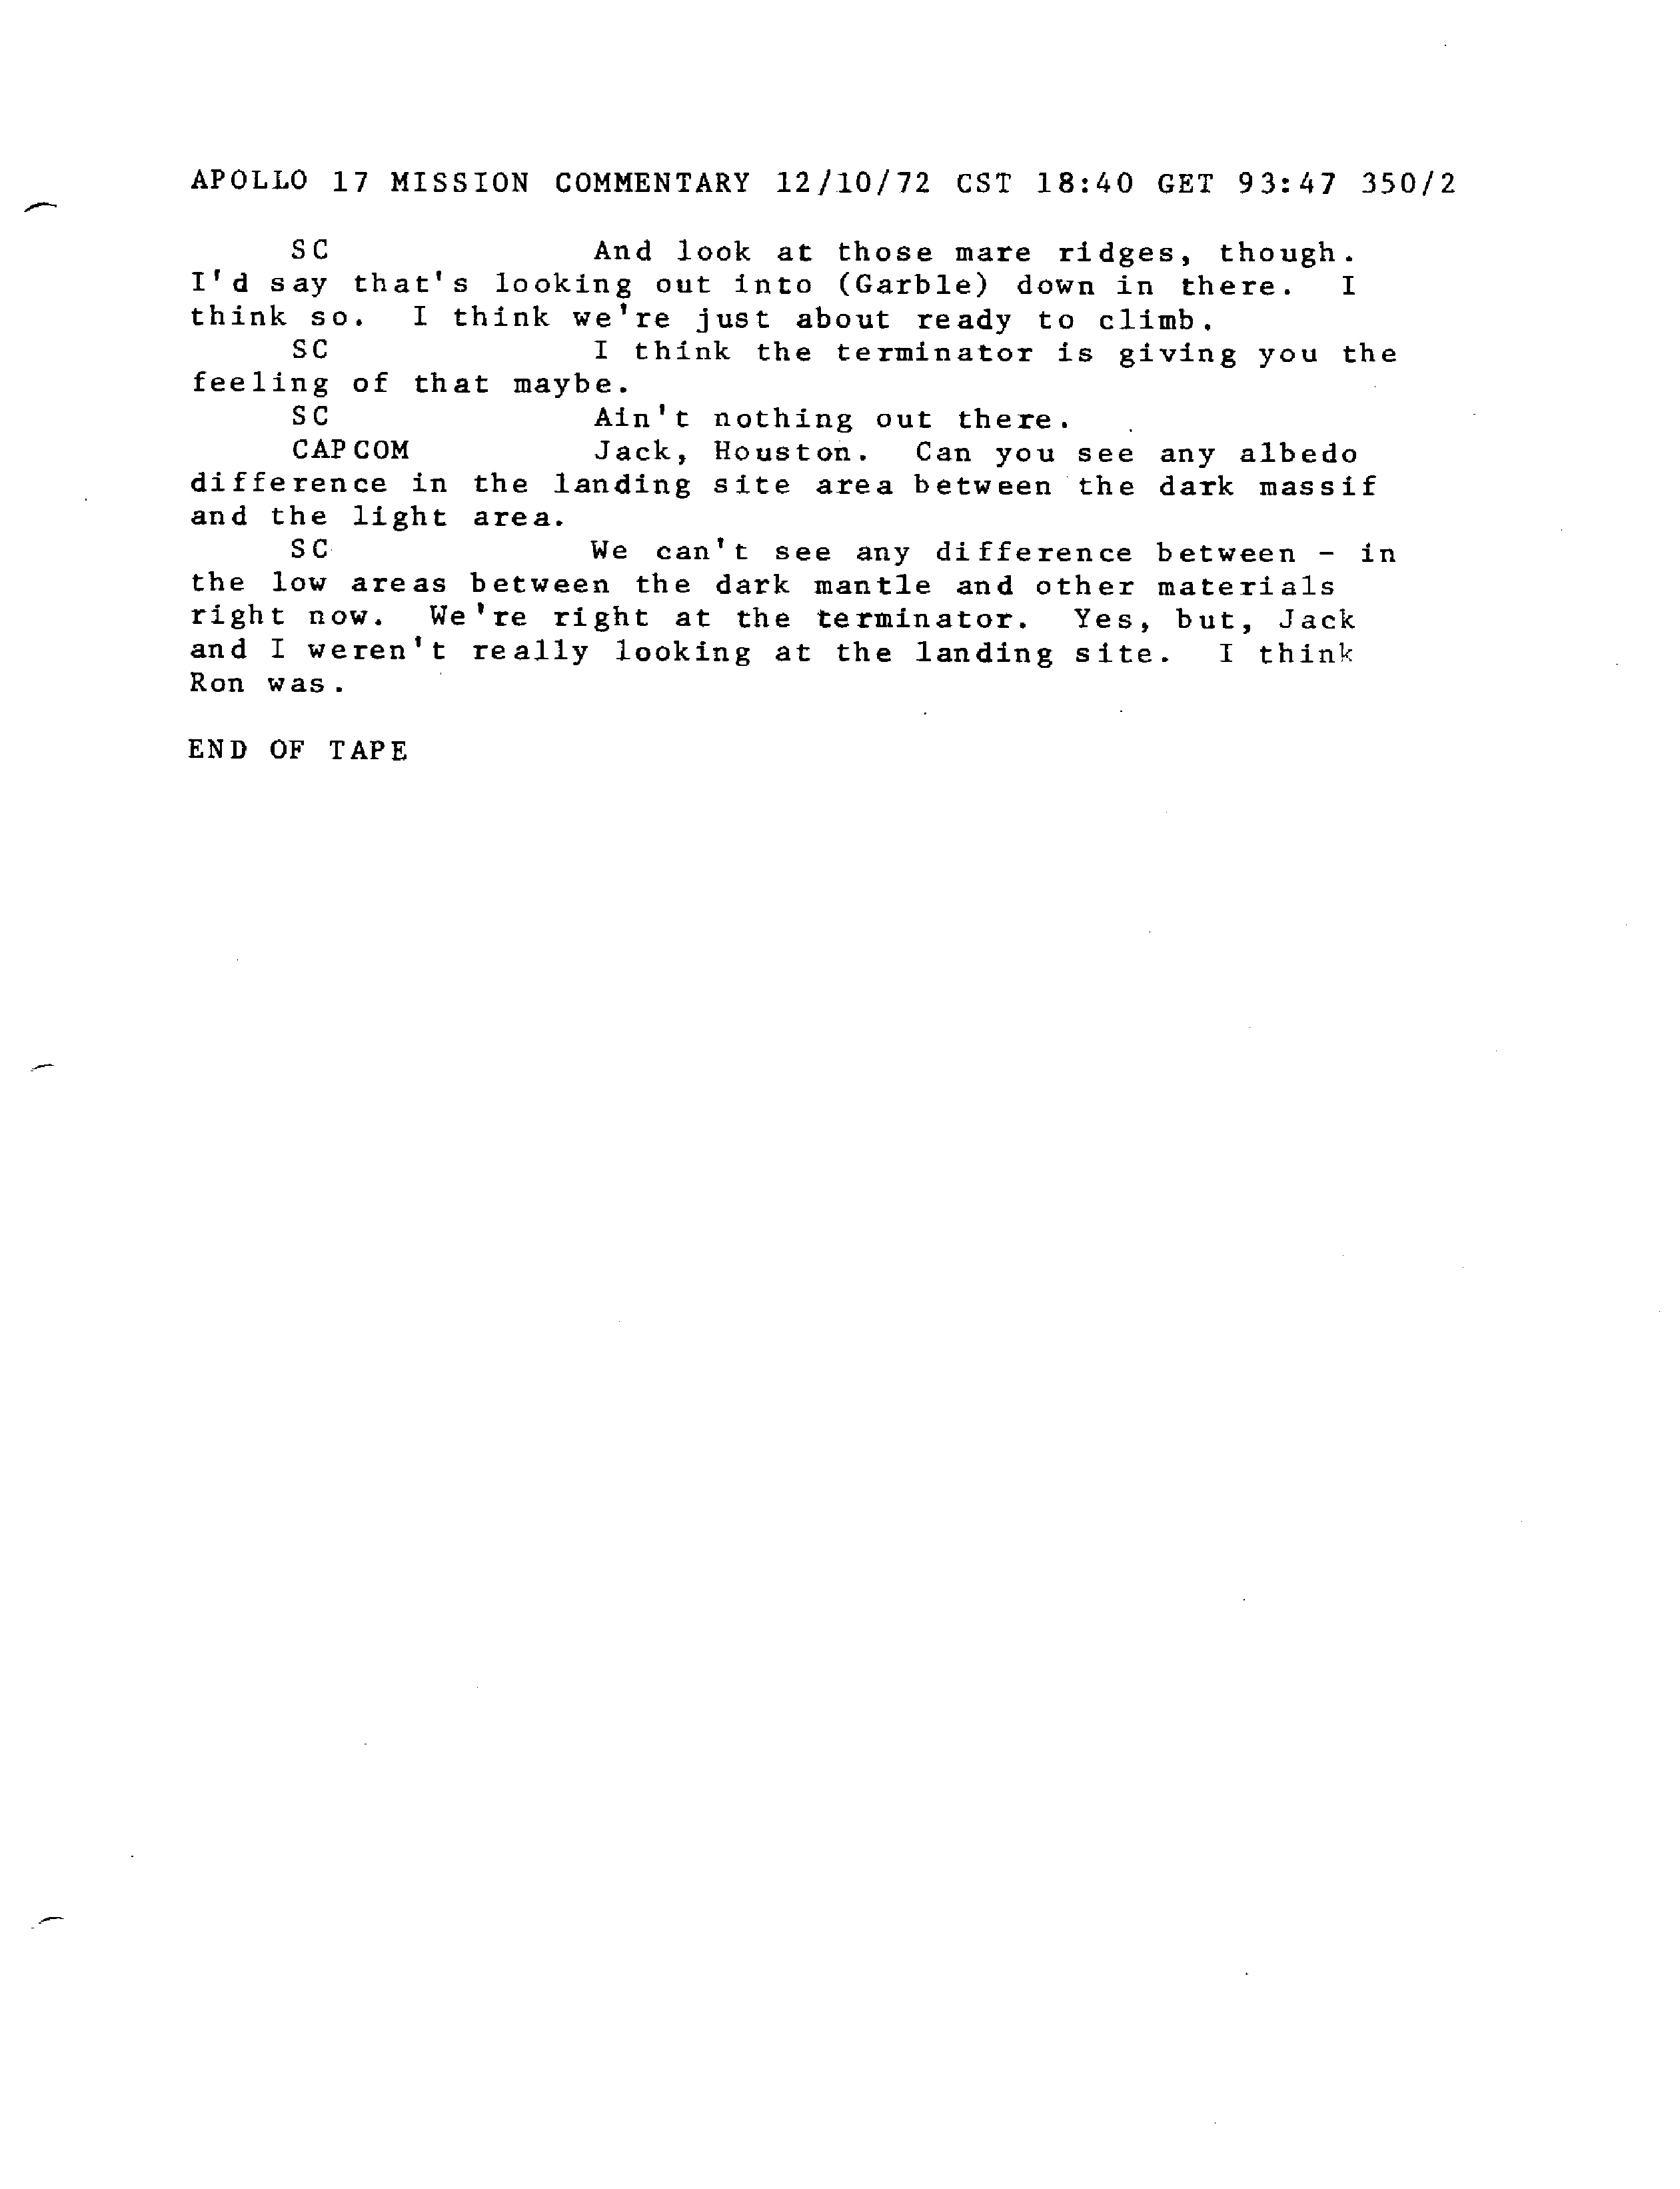 APOLLO 17 MISSION COMMENTARY 12/10/72 CST 18:40 GET 93:47 350/2
SC And look at those mare ridges, though.
I'd say that's looking out into (Garble) down in there. I
think so. I think we're just about ready to climb.
SC I think the terminator is giving you the
feeling of that maybe.
SC Ain't nothing out there.
CAPCOM Jack, Houston. Can you see any albedo
difference in the landing site area between the dark massif
and the light area.
SC We can't see any difference between - in
the low areas between the dark mantle and other materials
right now. We're right at the terminator. Yes, but, Jack
and I weren't really looking at the landing site. I think
Ron was.
END OF TAPE